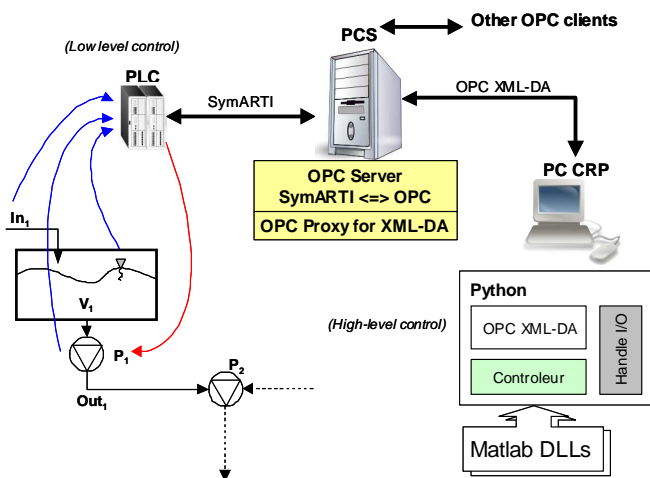 PCS
Other OPC clients
(Low level control)
PLC
SymARTI
OPC XML-DA
PC CRP
OPC Server
SymARTI <=> OPC
OPC Proxy for XML-DA
In1
V1
P1
Out1
P2
(High-level control)
Python
OPC XML-DA
Controleur
Handle I/O
Matlab DLLs